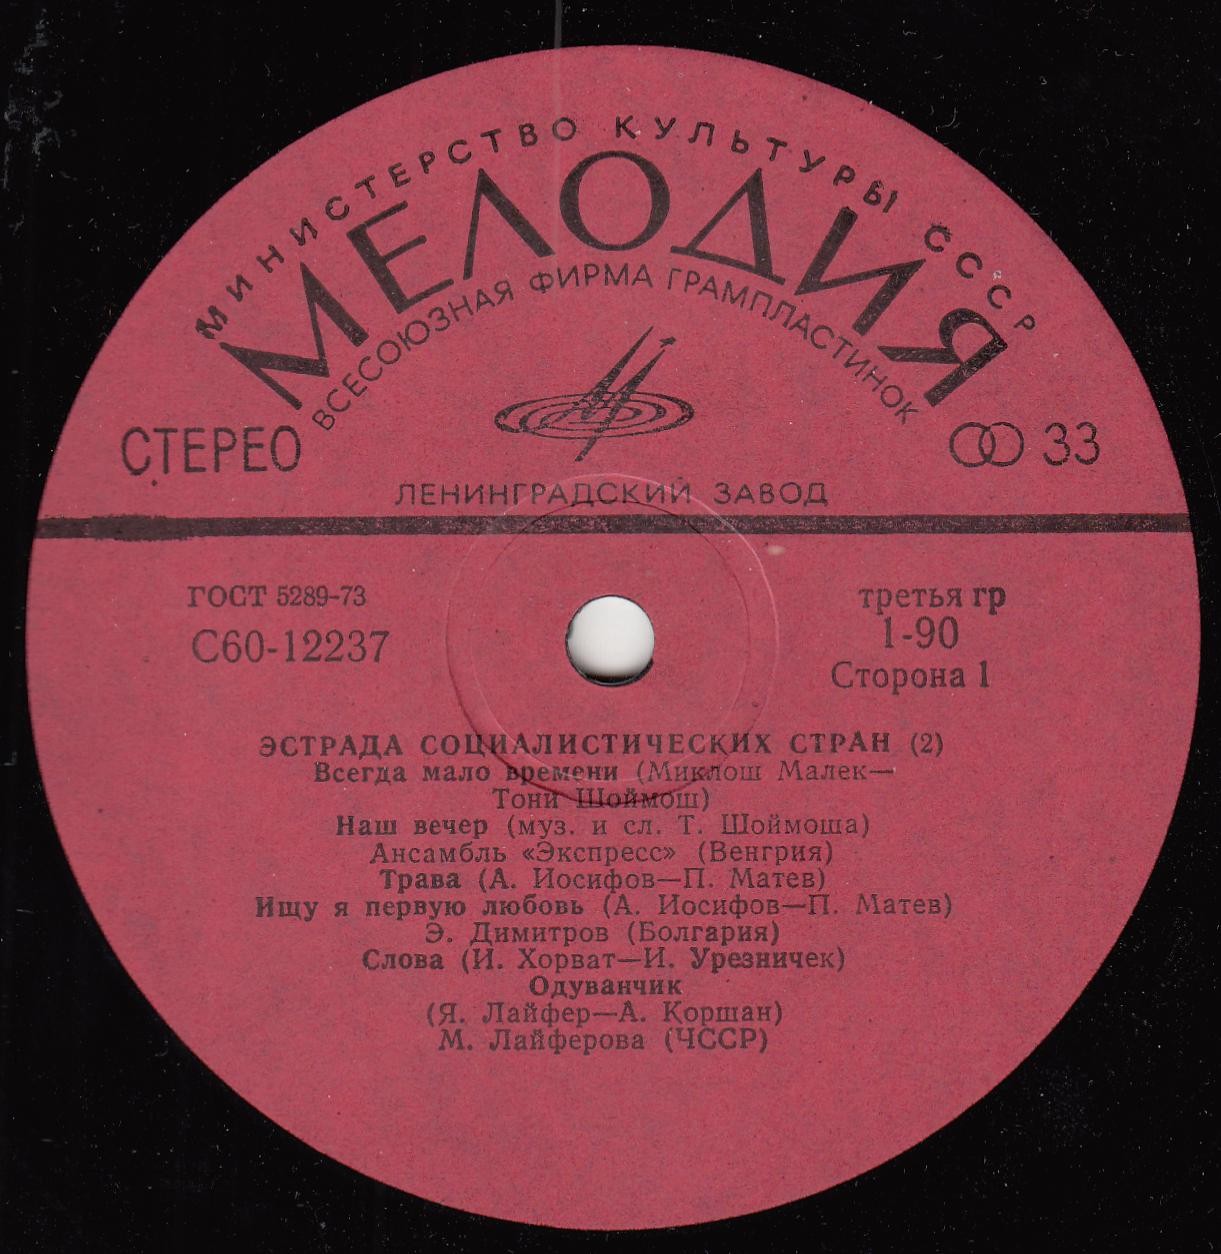 МИНИСТЕРСТВО КУЛЬТУРЫ СССР
МЕЛОДИЯ
ВСЕСОЮЗНАЯ ФИРМА ГРАМПЛАСТИНОК
СТЕРЕО
33
ЛЕНИНГРАДСКИЙ ЗАВОД
ГОСТ 5289-73
С60-12237
третья гр
1-90
Сторона 1
ЭСТРАДА СОЦИАЛИСТИЧЕСКИХ СТРАН (2)
Всегда мало времени (Миклош Малек—
Тони Шоймош)
Наш вечер (муз. и сл. Т. Шоймоша)
Ансамбль «Экспресс» (Венгрия)
Трава (А. Иосифов—П. Матев)
Ищу я первую любовь (А. Иосифов—П. Матев)
Э. Димитров (Болгария)
Слова (И. Хорват—И. Урезничек)
Одуванчик
(Я. Лайфер—А. Коршан)
М. Лайферова (ЧССР)